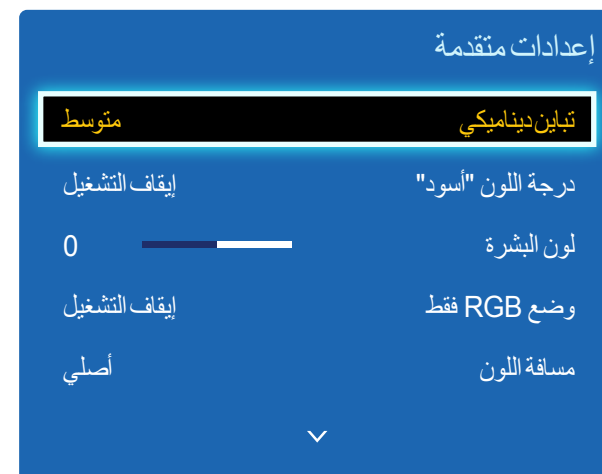 إعدادات متقدمة
تباين ديناميكي متوسط
درجة اللون "أسود" إيقاف التشغيل
لون البشرة 0
وضع RGB فقط إيقاف التشغيل
مسافة اللون أصلي